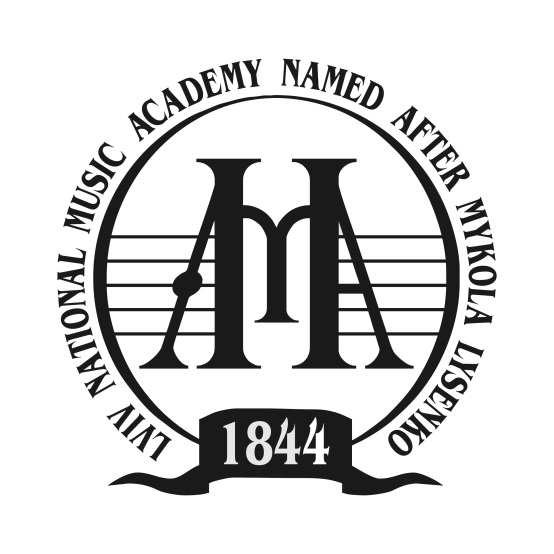 LVIV NATIONAL MUSIC ACADEMY NAMED AFTER MYKOLA LYSENKO
1844